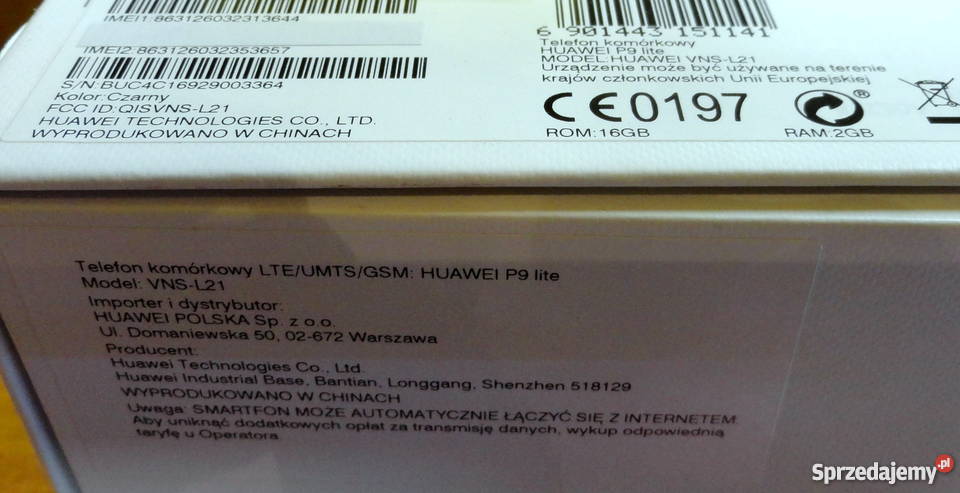 IMEI1:863126032313644
IMEI2:863126032353657
S/N:BUC4C16929003364
Kolor:Czarny
FCC ID:QISVNS-L21
HUAWEI TECHNOLOGIES CO., LTD.
WYPRODUKOWANO W CHINACH
6 901443 151141
Telefon komórkowy
HUAWEI P9 lite
MODEL:HUAWEI VNS-L21
Urządzenie może być używane na terenie
krajów członkowskich Unii Europejskiej
CE0197
ROM:16GB
RAM:2GB
Telefon komórkowy LTE/UMTS/GSM: HUAWEI P9 lite
Model: VNS-L21
Importer i dystrybutor:
HUAWEI POLSKA Sp. z o.o.
Ul. Domaniewska 50, 02-672 Warszawa
Producent:
Huawei Technologies Co., Ltd.
Huawei Industrial Base, Bantian, Longgang, Shenzhen 518129
WYPRODUKOWANO W CHINACH
Uwaga: SMARTFON MOŻE AUTOMATYCZNIE ŁĄCZYĆ SIĘ Z INTERNETEM.
Aby uniknąć dodatkowych opłat za transmisję danych, wykup odpowiednią
taryfę u Operatora.
Sprzedajemy.pl